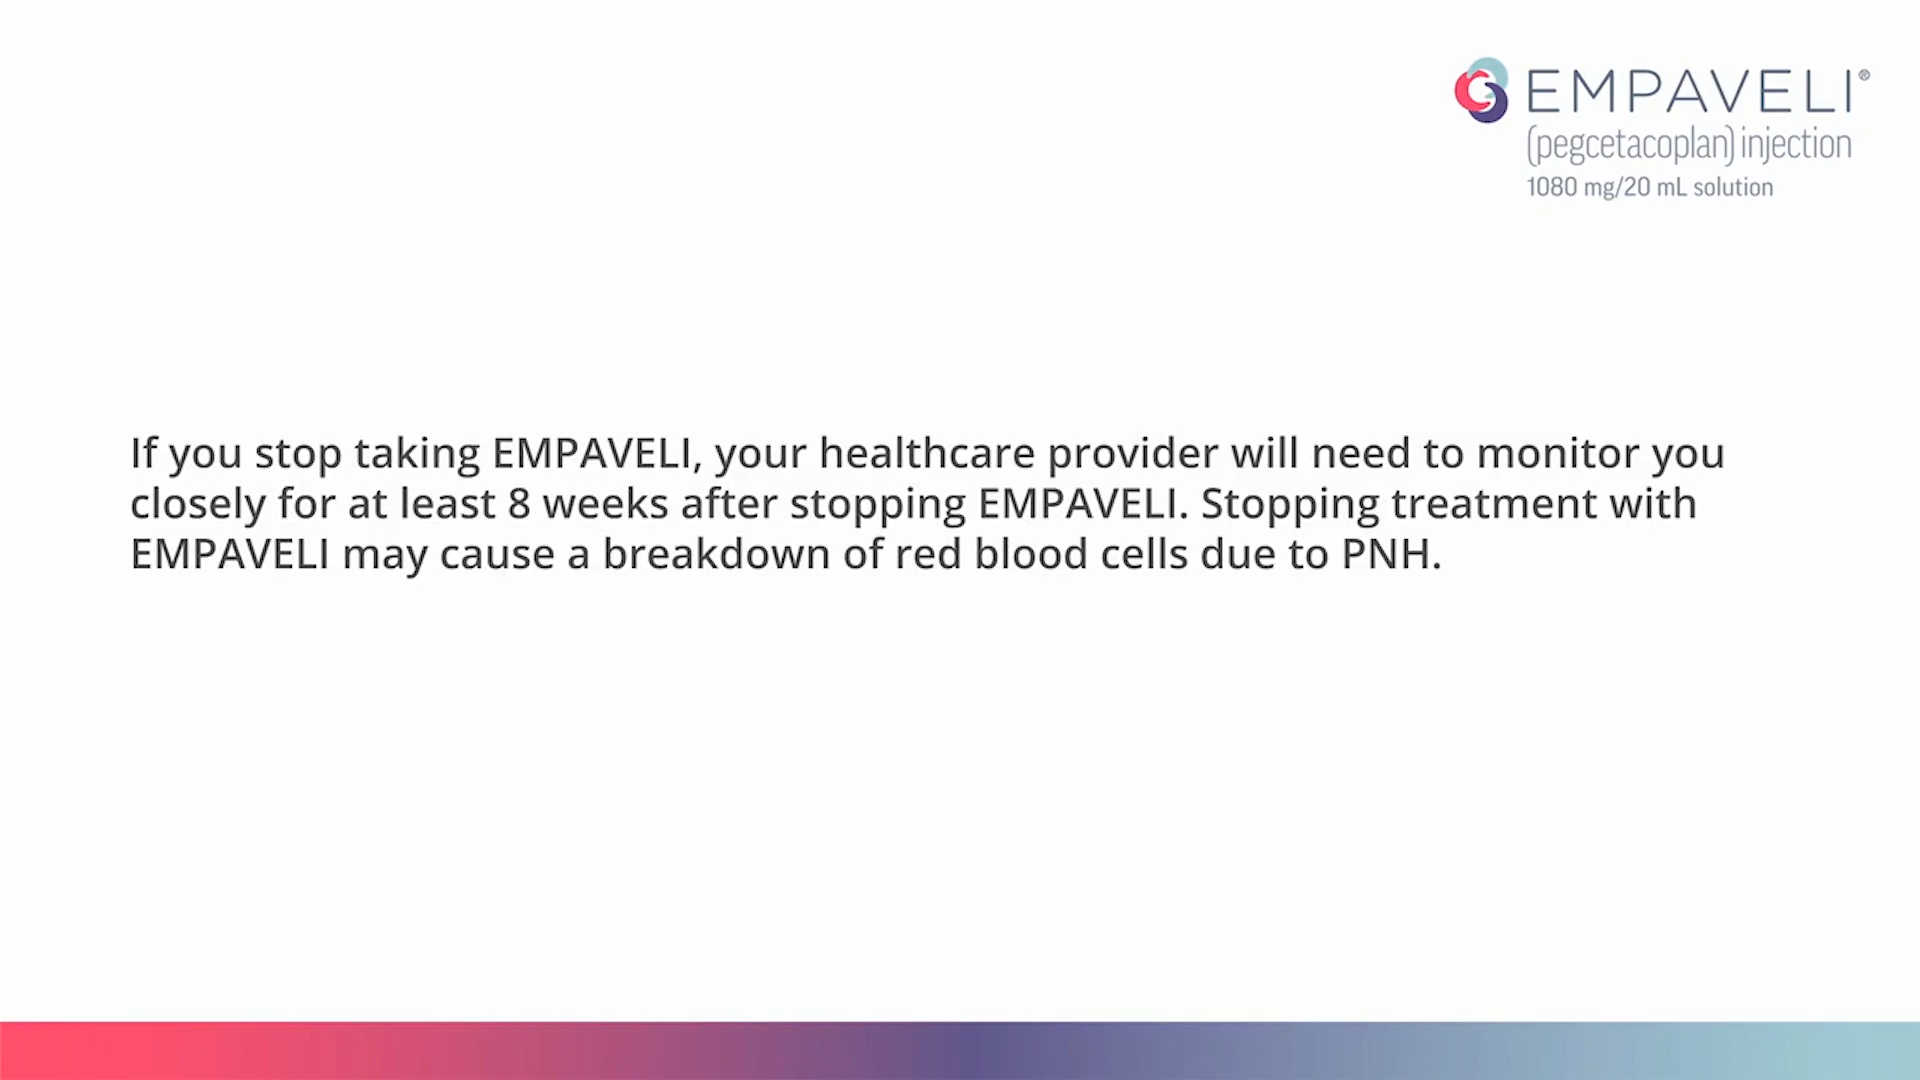 EMPAVELI®
(pegcetacoplan) injection
1080 mg/20 mL solution
If you stop taking EMPAVELI, your healthcare provider will need to monitor you
closely for at least 8 weeks after stopping EMPAVELI. Stopping treatment with
EMPAVELI may cause a breakdown of red blood cells due to PNH.